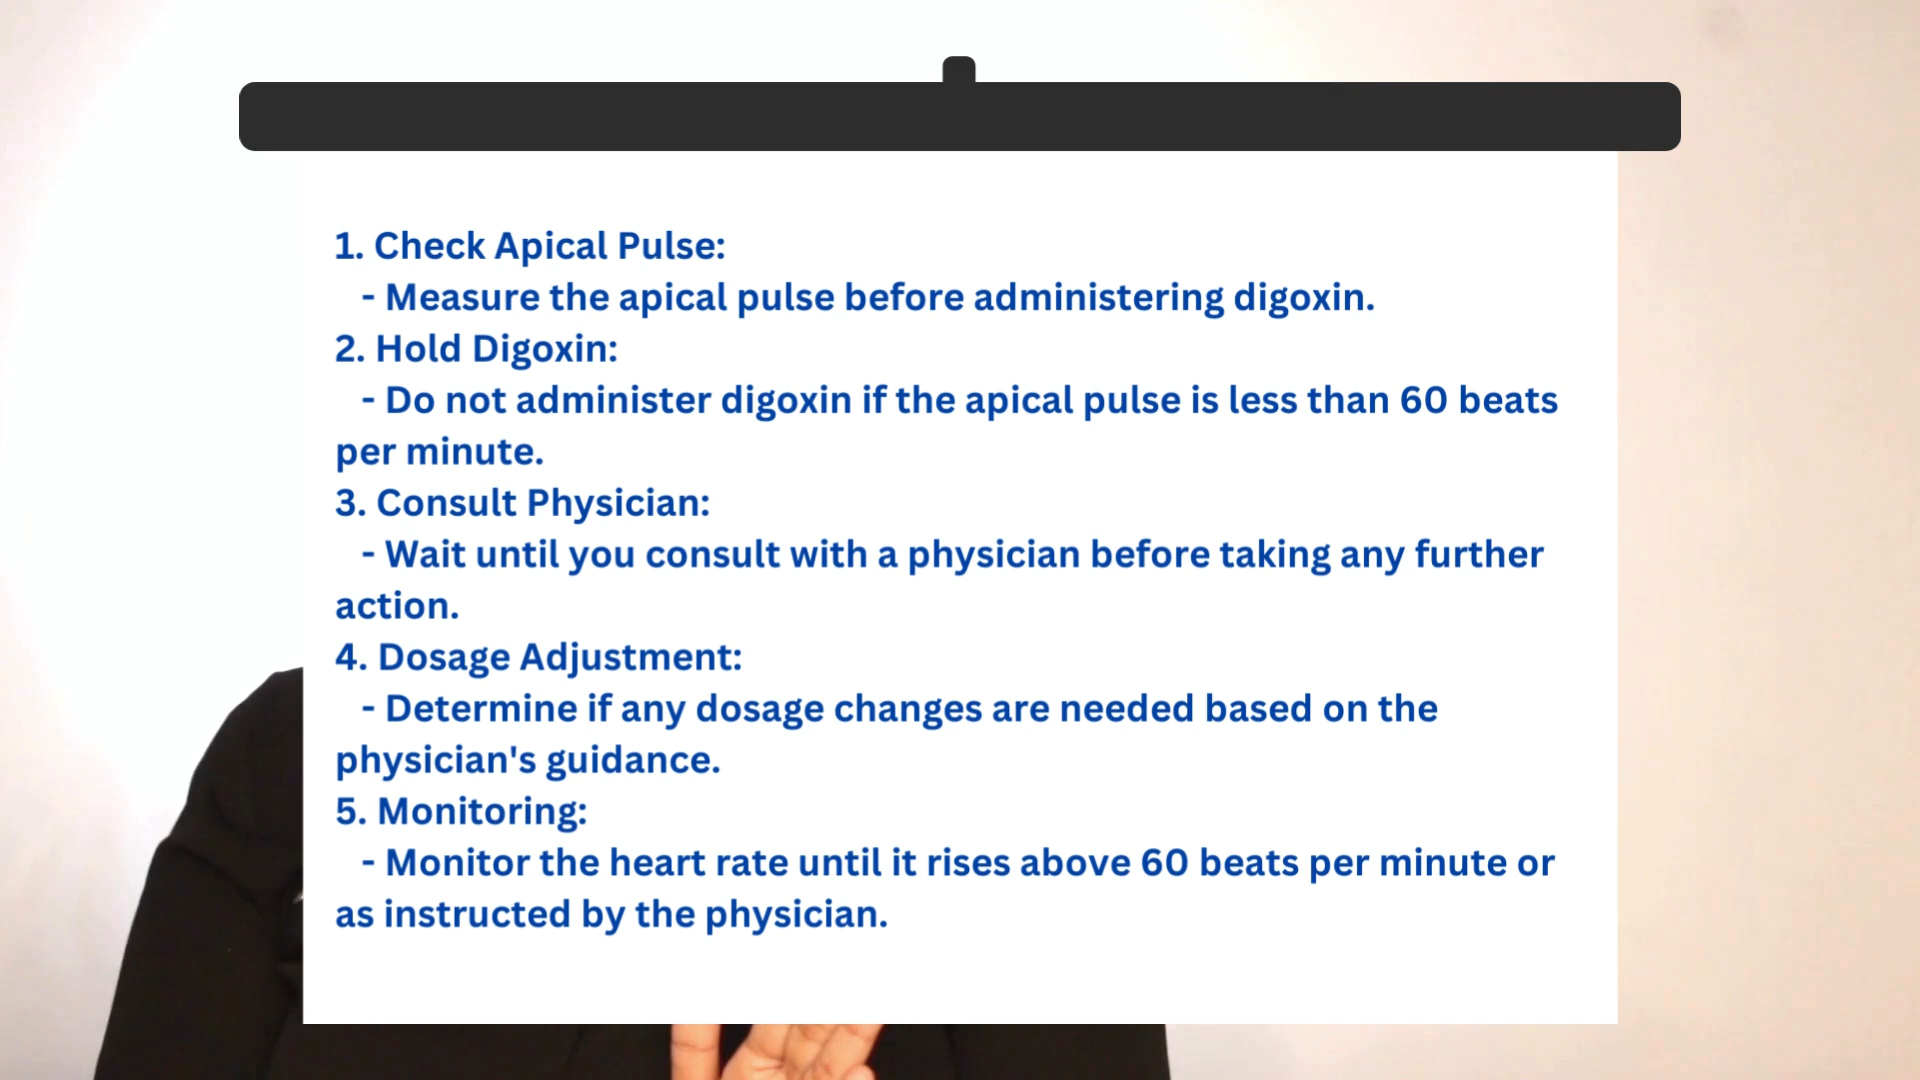 1. Check Apical Pulse:
- Measure the apical pulse before administering digoxin.
2. Hold Digoxin:
- Do not administer digoxin if the apical pulse is less than 60 beats
per minute.
3. Consult Physician:
- Wait until you consult with a physician before taking any further
action.
4. Dosage Adjustment:
- Determine if any dosage changes are needed based on the
physician's guidance.
5. Monitoring:
- Monitor the heart rate until it rises above 60 beats per minute or
as instructed by the physician.